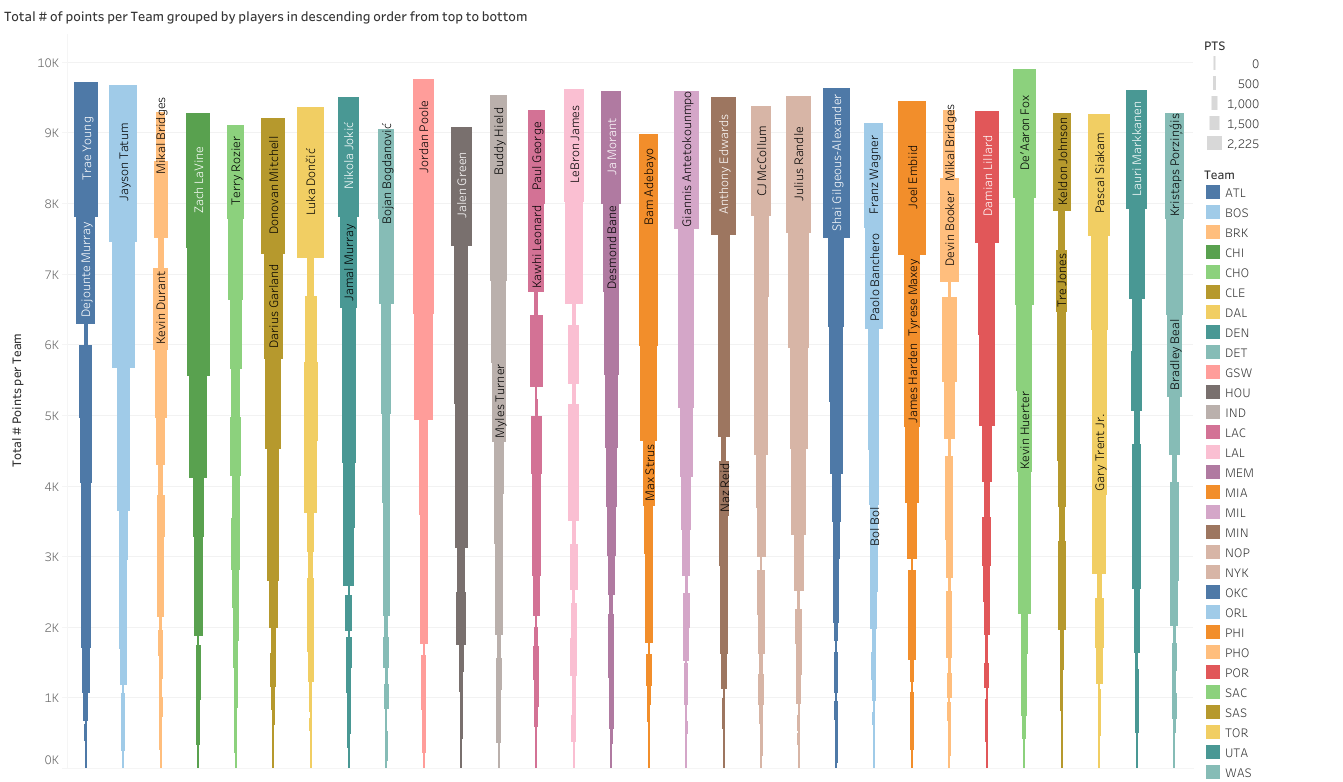 Total # of points per Team grouped by players in descending order from top to bottom
Total # Points per Team
10K
9K
8K
7K
6K
5K
4K
3K
2K
1K
0K
Trae Young
Dejounte Murray
Jayson Tatum
Mikal Bridges
Kevin Durant
Zach LaVine
Terry Rozier
Donovan Mitchell
Darius Garland
Luka Dončić
Nikola Jokić
Jamal Murray
Bojan Bogdanović
Jordan Poole
Jalen Green
Buddy Hield
Myles Turner
Paul George
Kawhi Leonard
LeBron James
Ja Morant
Desmond Bane
Bam Adebayo
Max Strus
Giannis Antetokounmpo
Anthony Edwards
Naz Reid
CJ McCollum
Julius Randle
Shai Gilgeous-Alexander
Franz Wagner
Paolo Banchero
Bol Bol
Joel Embiid
Tyrese Maxey
James Harden
Mikal Bridges
Devin Booker
Damian Lillard
De'Aaron Fox
Kevin Huerter
Keldon Johnson
Tre Jones
Pascal Siakam
Gary Trent Jr.
Lauri Markkanen
Kristaps Porziņģis
Bradley Beal
PTS
0
500
1,000
1,500
2,225
Team
ATL
BOS
BRK
CHI
CHO
CLE
DAL
DEN
DET
GSW
HOU
IND
LAC
LAL
MEM
MIA
MIL
MIN
NOP
NYK
OKC
ORL
PHI
PHO
POR
SAC
SAS
TOR
UTA
WAS